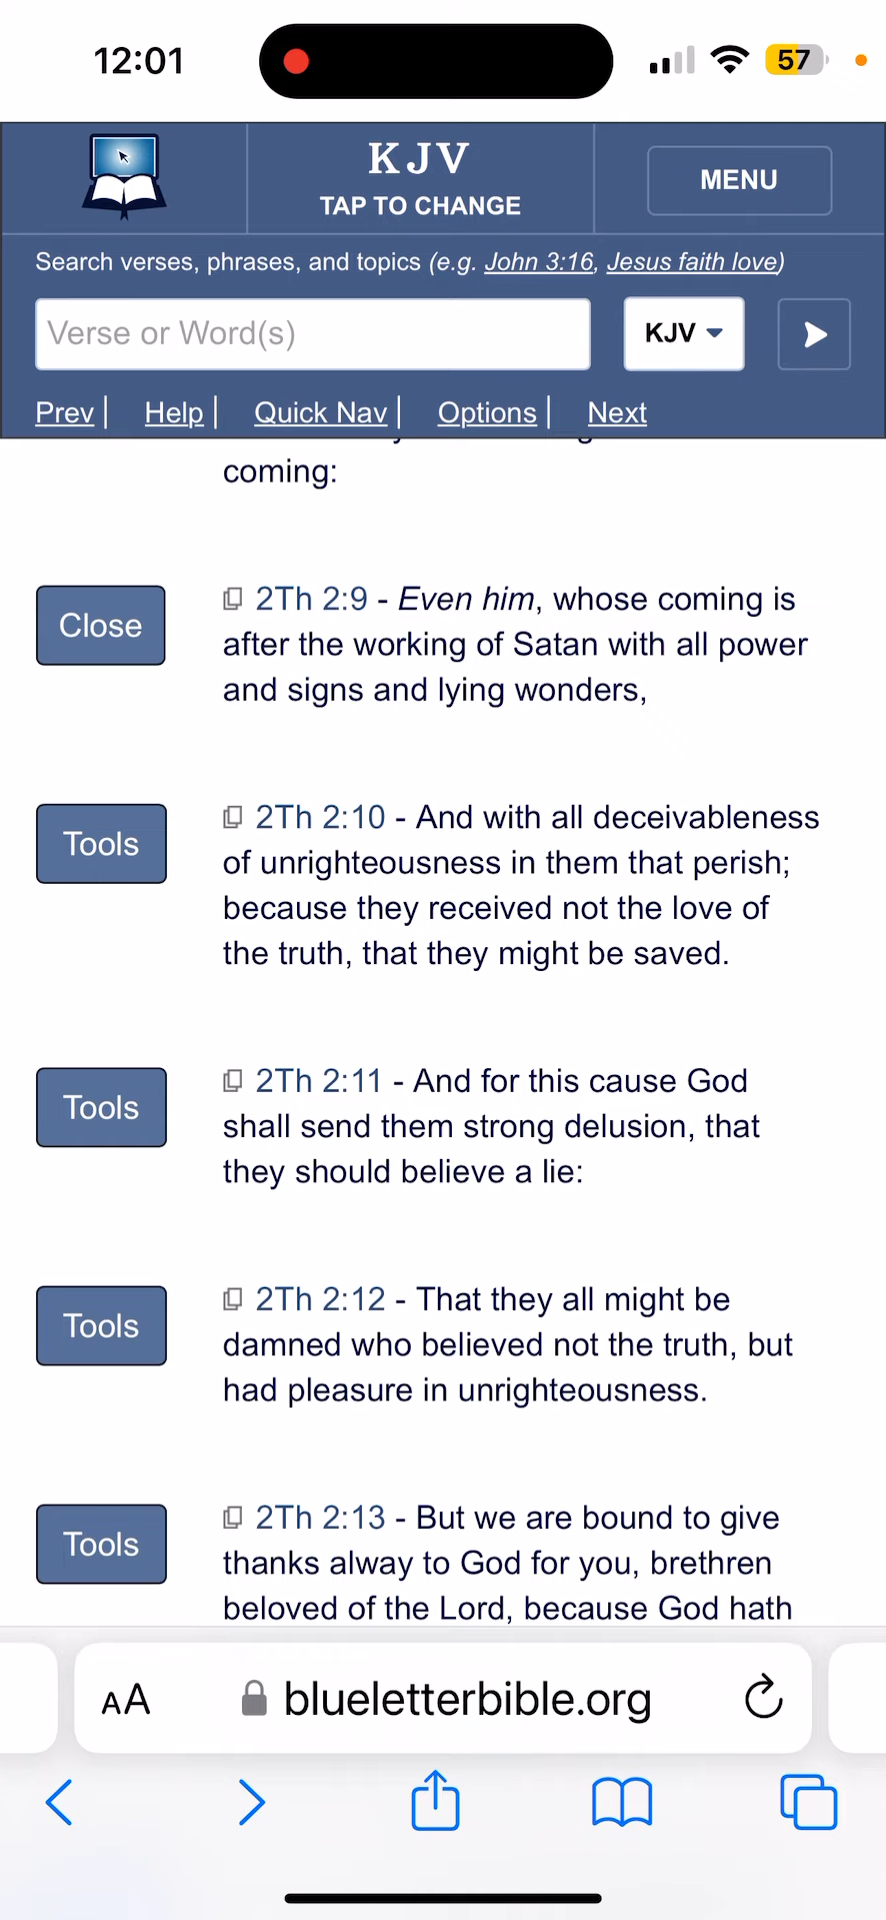 12:01
57
KJV
TAP TO CHANGE
MENU
Search verses, phrases, and topics (e.g. John 3:16, Jesus faith love)
Verse or Word(s)
KJV
Prev | Help | Quick Nav | Options | Next
coming:
Close
2Th 2:9 - Even him, whose coming is
after the working of Satan with all power
and signs and lying wonders,
Tools
2Th 2:10 - And with all deceivableness
of unrighteousness in them that perish;
because they received not the love of
the truth, that they might be saved.
Tools
2Th 2:11 - And for this cause God
shall send them strong delusion, that
they should believe a lie:
Tools
2Th 2:12 - That they all might be
damned who believed not the truth, but
had pleasure in unrighteousness.
Tools
2Th 2:13 - But we are bound to give
thanks alway to God for you, brethren
beloved of the Lord, because God hath
AA
blueletterbible.org